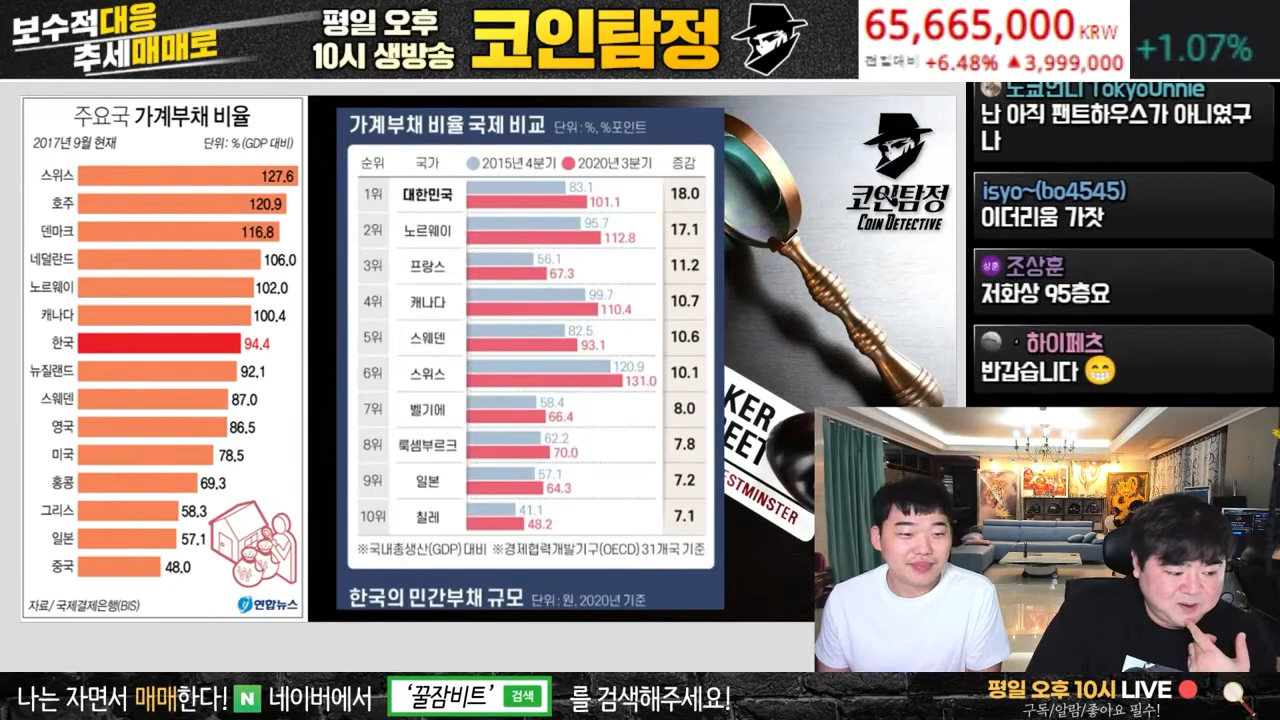 보수적대응
추세매매로
평일 오후
10시 생방송
코인탐정
65,665,000 KRW
전일대비 +6.48% ▲3,999,000
+1.07%
주요국 가계부채 비율
2017년 9월 현재
단위: % (GDP 대비)
스위스 127.6
호주 120.9
덴마크 116.8
네덜란드 106.0
노르웨이 102.0
캐나다 100.4
한국 94.4
뉴질랜드 92.1
스웨덴 87.0
영국 86.5
미국 78.5
홍콩 69.3
그리스 58.3
일본 57.1
중국 48.0
자료/국제결제은행(BIS)
연합뉴스
가계부채 비율 국제 비교 단위: %, %포인트
순위 국가 2015년 4분기 2020년 3분기 증감
1위 대한민국 83.1 101.1 18.0
2위 노르웨이 95.7 112.8 17.1
3위 프랑스 56.1 67.3 11.2
4위 캐나다 99.7 110.4 10.7
5위 스웨덴 82.5 93.1 10.6
6위 스위스 120.9 131.0 10.1
7위 벨기에 58.4 66.4 8.0
8위 룩셈부르크 62.2 70.0 7.8
9위 일본 57.1 64.3 7.2
10위 칠레 41.1 48.2 7.1
※국내총생산(GDP) 대비 ※경제협력개발기구(OECD) 31개국 기준
한국의 민간부채 규모 단위: 원, 2020년 기준
코인탐정
COIN DETECTIVE
KER
EET
ESTMINSTER
도쿄언니 TokyoUnnie
난 아직 팬트하우스가 아니였구
나
isyo~(bo4545)
이더리움 가잣
상훈 조상훈
저화상 95층요
· 하이페츠
반갑습니다 😁
나는 자면서 매매한다! N 네이버에서 '꿀잠비트' 검색 를 검색해주세요!
평일 오후 10시 LIVE
구독/알람/좋아요 필수!